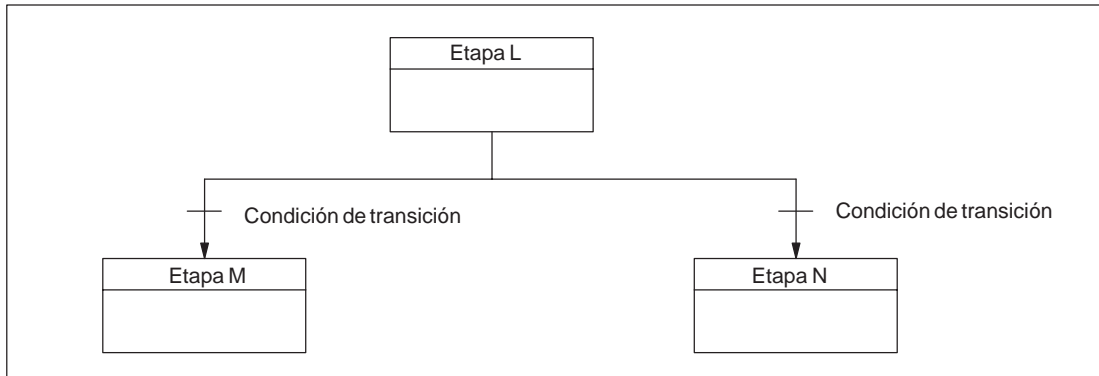 Etapa L
Condición de transición
Condición de transición
Etapa M
Etapa N